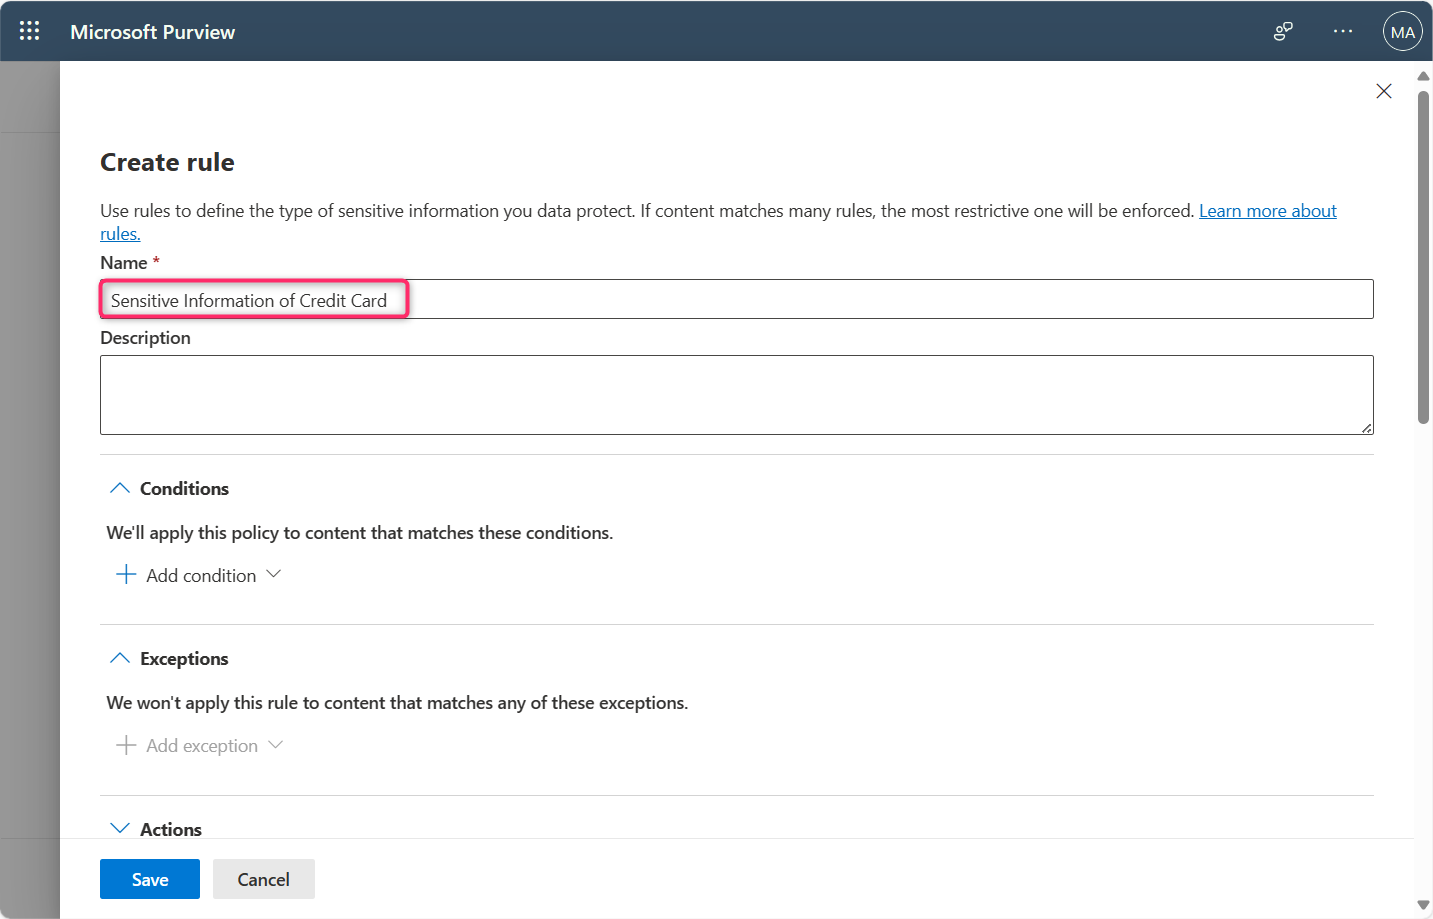 Microsoft Purview
MA
Create rule
Use rules to define the type of sensitive information you data protect. If content matches many rules, the most restrictive one will be enforced. Learn more about
rules.
Name *
Sensitive Information of Credit Card
Description
Conditions
We'll apply this policy to content that matches these conditions.
Add condition
Exceptions
We won't apply this rule to content that matches any of these exceptions.
Add exception
Actions
Save
Cancel